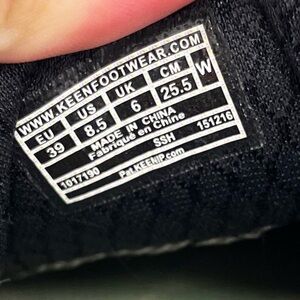 WWW.KEENFOOTWEAR.COM
EU US UK CM W
39 8.5 6 25.5
MADE IN CHINA
Fabriqué en Chine
1017190 SSH 151216
Pat.KEENIP.com